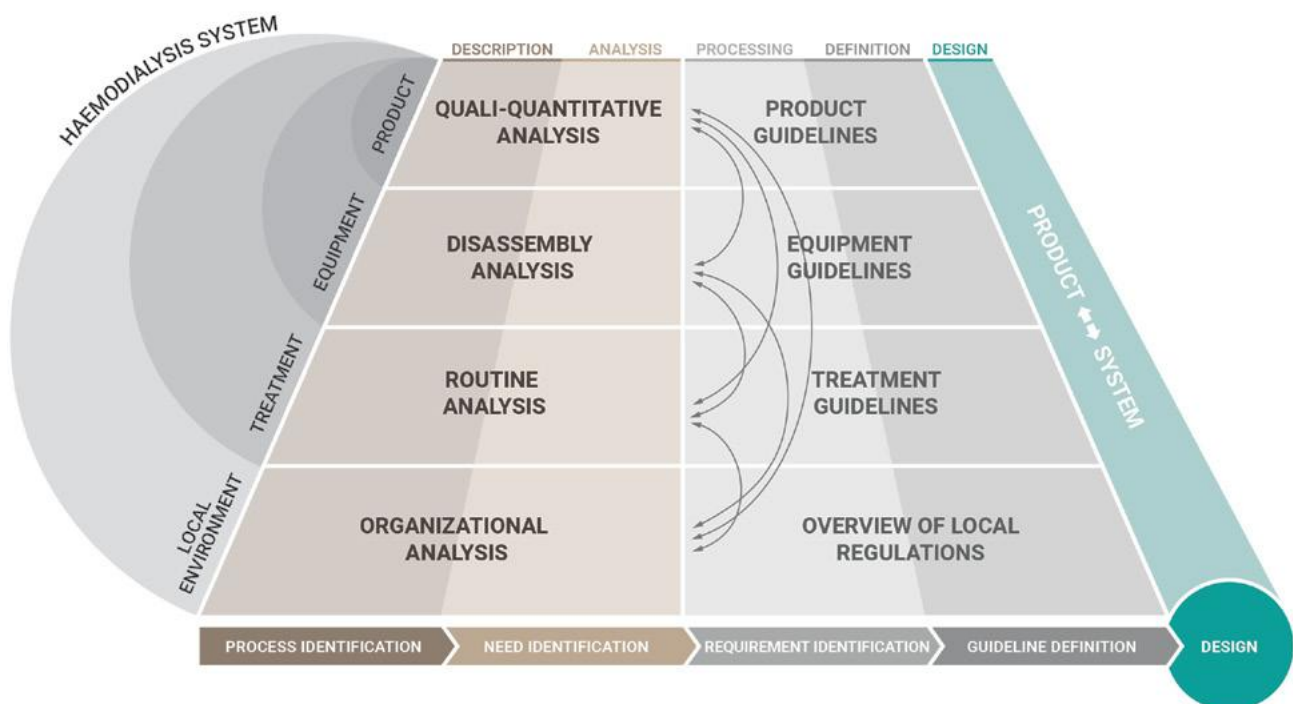 HAEMODIALYSIS SYSTEM
DESCRIPTION
ANALYSIS
PROCESSING
DEFINITION
DESIGN
PRODUCT
QUALI-QUANTITATIVE
ANALYSIS
PRODUCT
GUIDELINES
EQUIPMENT
DISASSEMBLY
ANALYSIS
EQUIPMENT
GUIDELINES
TREATMENT
ROUTINE
ANALYSIS
TREATMENT
GUIDELINES
LOCAL
ENVIRONMENT
ORGANIZATIONAL
ANALYSIS
OVERVIEW OF LOCAL
REGULATIONS
PRODUCT SYSTEM
PROCESS IDENTIFICATION
NEED IDENTIFICATION
REQUIREMENT IDENTIFICATION
GUIDELINE DEFINITION
DESIGN